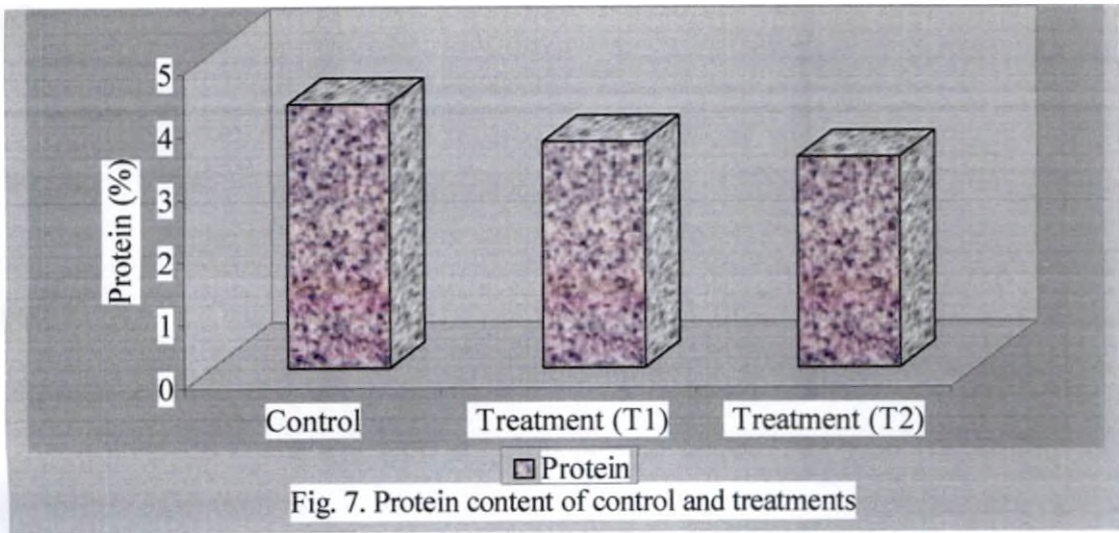 5
4
3
2
1
0
Protein (%)
Control
Treatment (T1)
Treatment (T2)
Protein
Fig. 7. Protein content of control and treatments